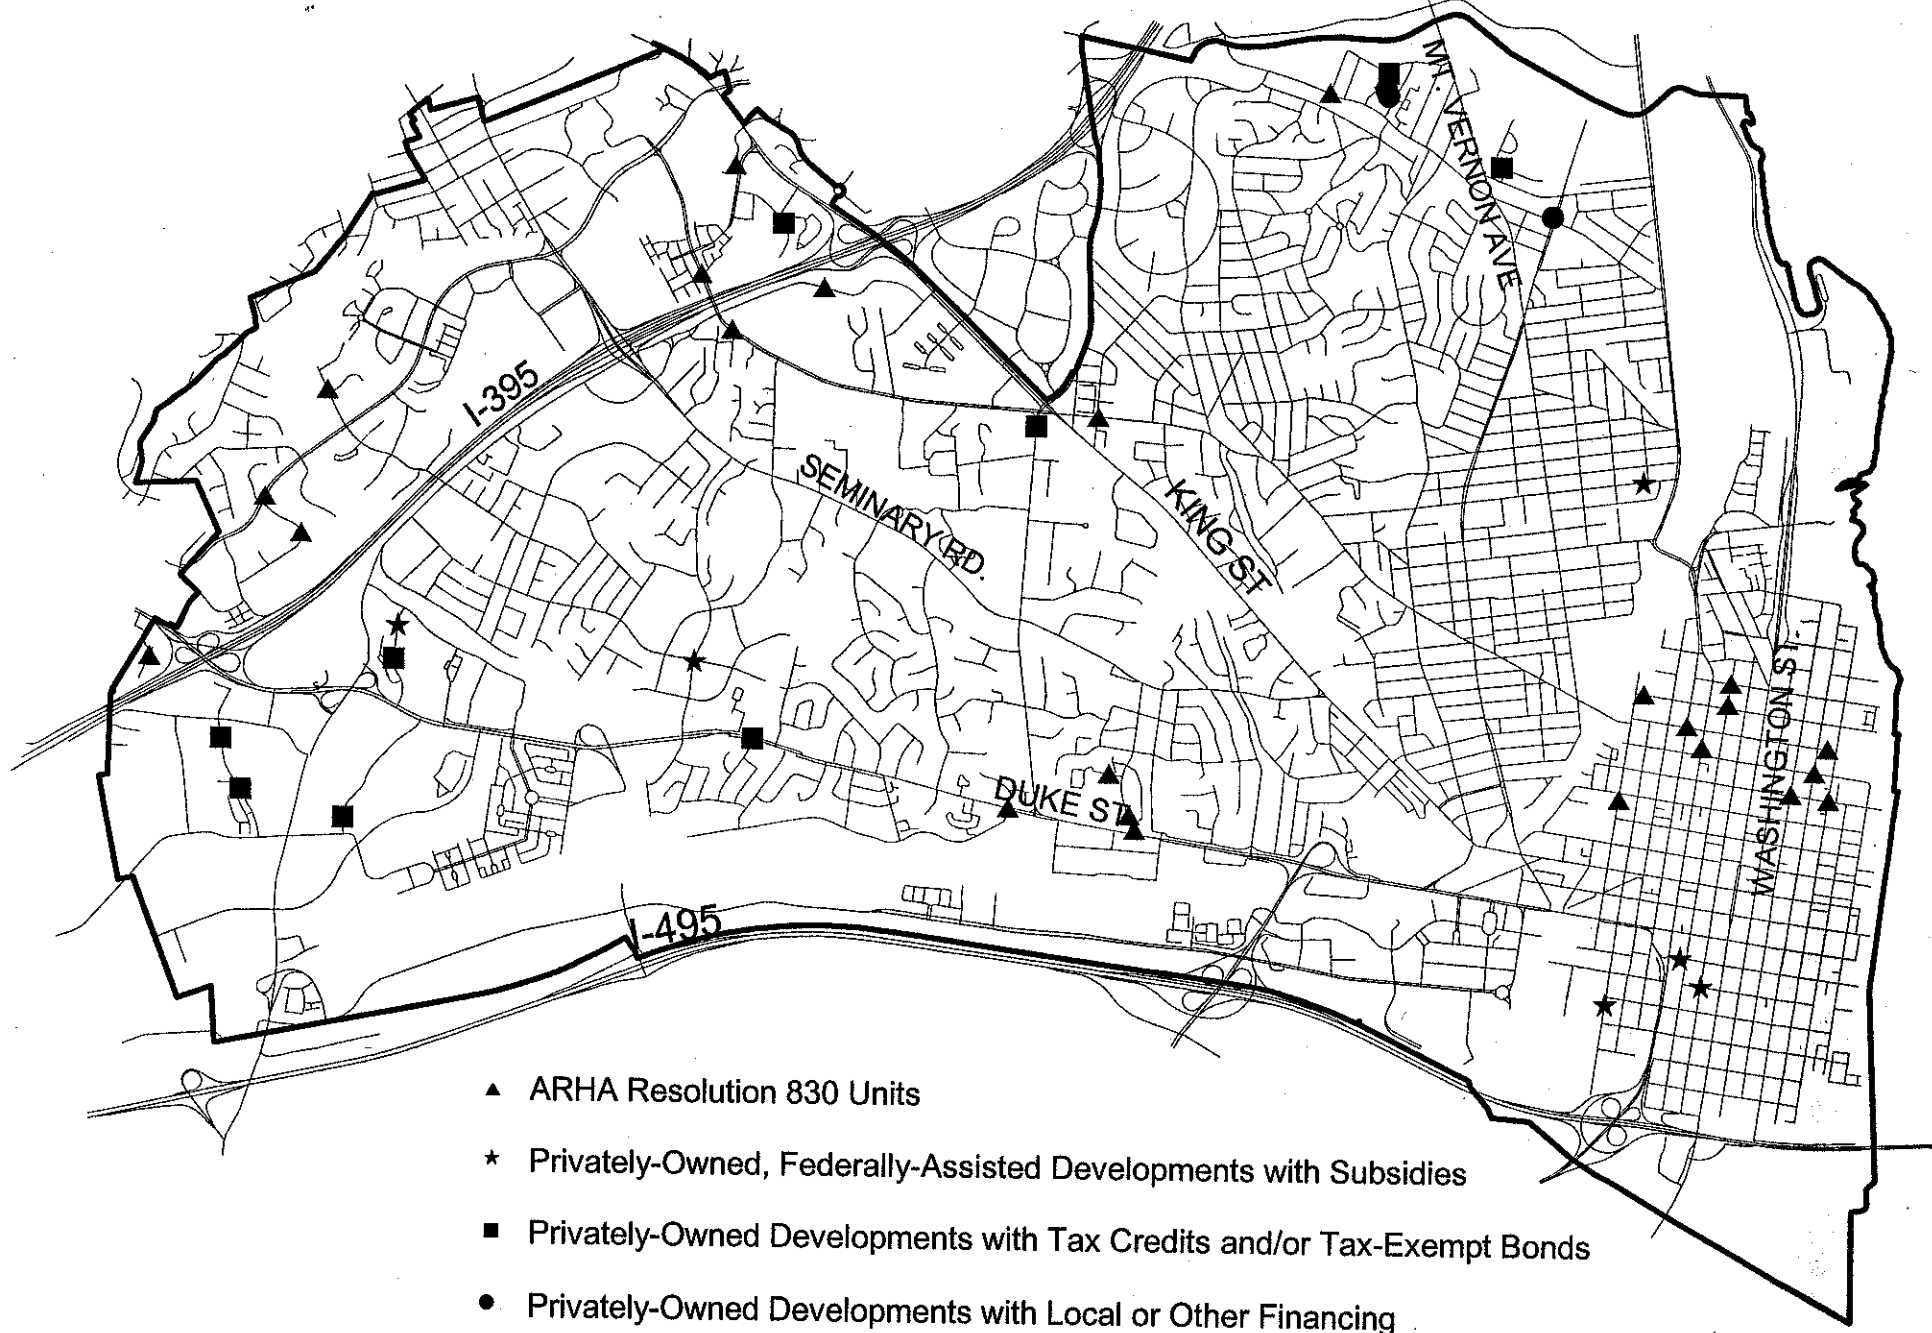 MT. VERNON AVE
I-395
SEMINARY RD.
KING ST
WASHINGTON ST.
DUKE ST.
I-495
▲ ARHA Resolution 830 Units
★ Privately-Owned, Federally-Assisted Developments with Subsidies
■ Privately-Owned Developments with Tax Credits and/or Tax-Exempt Bonds
● Privately-Owned Developments with Local or Other Financing